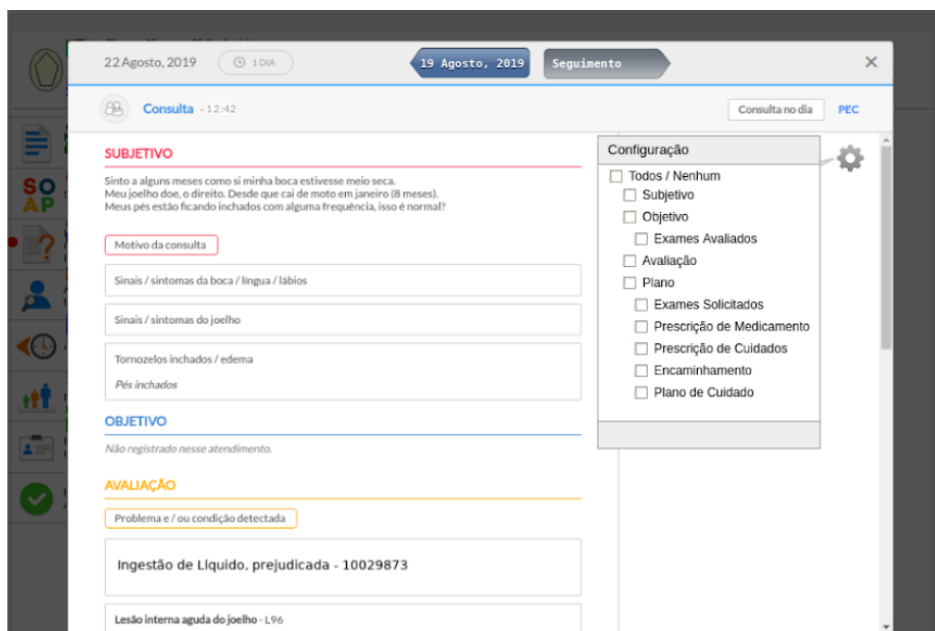 22 Agosto, 2019
1 DIA
19 Agosto, 2019
Seguimento
Consulta - 12:42
Consulta no dia
PEC
SUBJETIVO
Sinto a alguns meses como si minha boca estivesse meio seca.
Meu joelho doe, o direito. Desde que cai de moto em janeiro (8 meses).
Meus pés estão ficando inchados com alguma frequência, isso é normal?
Motivo da consulta
Sinais / sintomas da boca / língua / lábios
Sinais / sintomas do joelho
Tornozelos inchados / edema
Pés inchados
OBJETIVO
Não registrado nesse atendimento.
AVALIAÇÃO
Problema e / ou condição detectada
Ingestão de Líquido, prejudicada - 10029873
Lesão interna aguda do joelho - L96
Configuração
Todos / Nenhum
Subjetivo
Objetivo
Exames Avaliados
Avaliação
Plano
Exames Solicitados
Prescrição de Medicamento
Prescrição de Cuidados
Encaminhamento
Plano de Cuidado
SO
AP